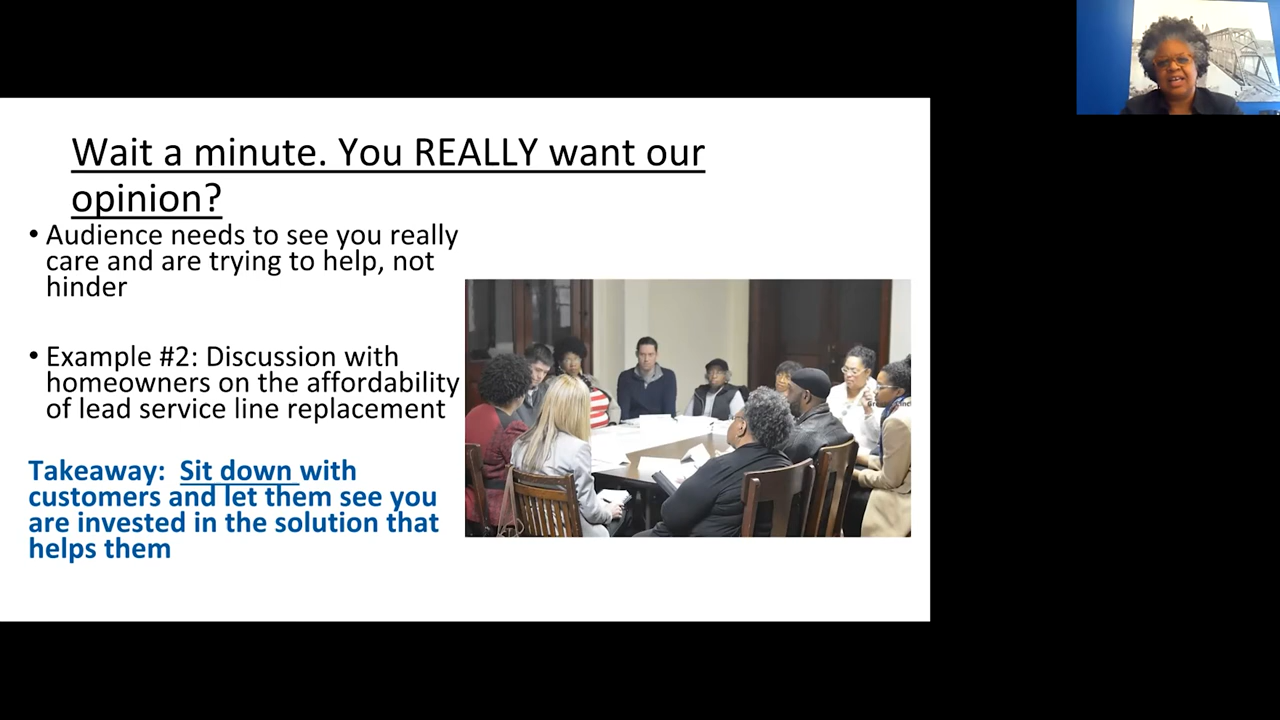 Wait a minute. You REALLY want our
opinion?
• Audience needs to see you really
care and are trying to help, not
hinder
• Example #2: Discussion with
homeowners on the affordability
of lead service line replacement
Takeaway:  Sit down with
customers and let them see you
are invested in the solution that
helps them